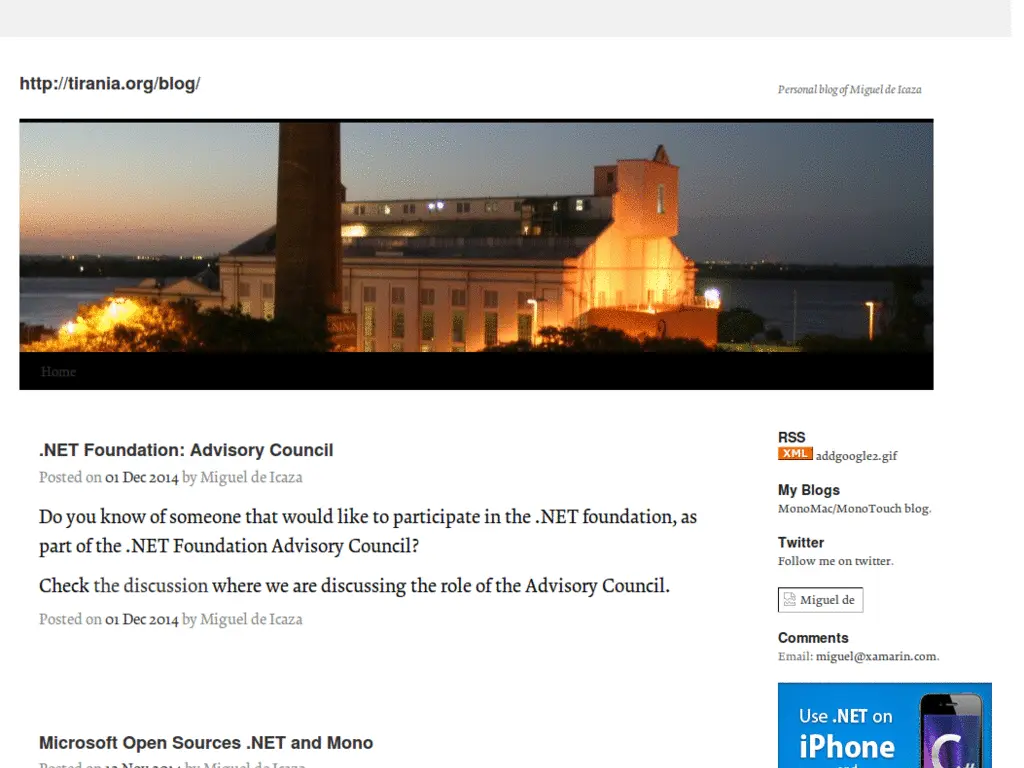 http://tirania.org/blog/
Personal blog of Miguel de Icaza
Home
.NET Foundation: Advisory Council
Posted on 01 Dec 2014 by Miguel de Icaza
Do you know of someone that would like to participate in the .NET foundation, as
part of the .NET Foundation Advisory Council?
Check the discussion where we are discussing the role of the Advisory Council.
Posted on 01 Dec 2014 by Miguel de Icaza
Microsoft Open Sources .NET and Mono
Posted on 12 Nov 2014 by Miguel de Icaza
RSS
XML addgoogle2.gif
My Blogs
MonoMac/MonoTouch blog.
Twitter
Follow me on twitter.
Miguel de
Comments
Email: miguel@xamarin.com.
Use .NET on
iPhone
and
C#